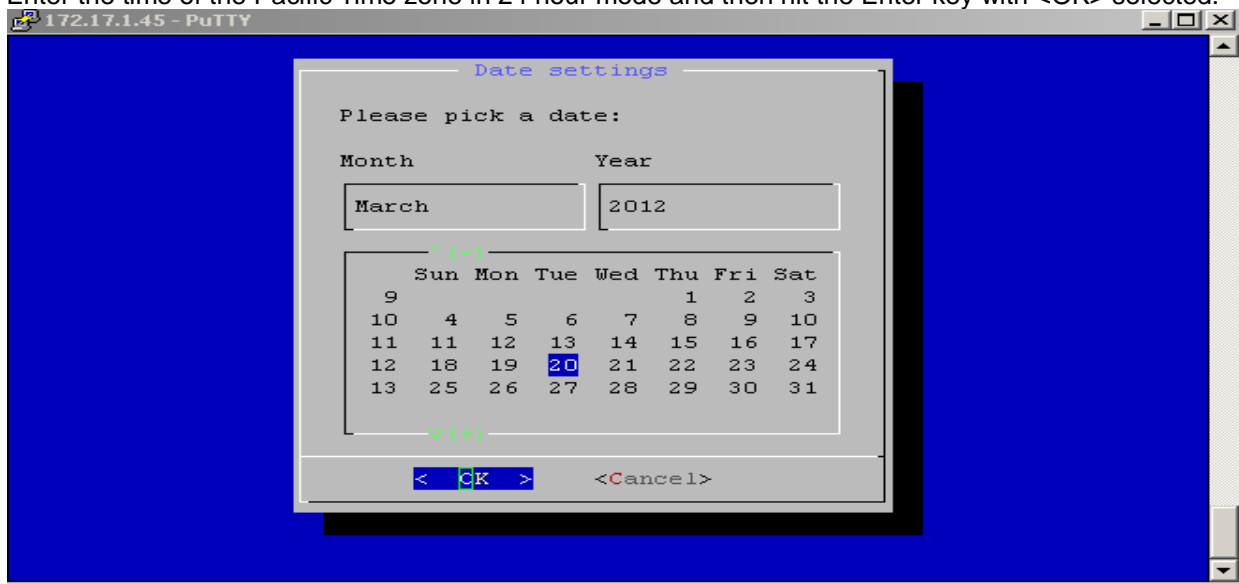 Enter the time of the Pacific Time zone in 24 hour mode and then hit the Enter key with <OK> selected.
172.17.1.45 - PuTTY
Date settings
Please pick a date:
Month Year
March 2012
^(-)
Sun Mon Tue Wed Thu Fri Sat
9 1 2 3
10 4 5 6 7 8 9 10
11 11 12 13 14 15 16 17
12 18 19 20 21 22 23 24
13 25 26 27 28 29 30 31
v(+)
< OK > <Cancel>